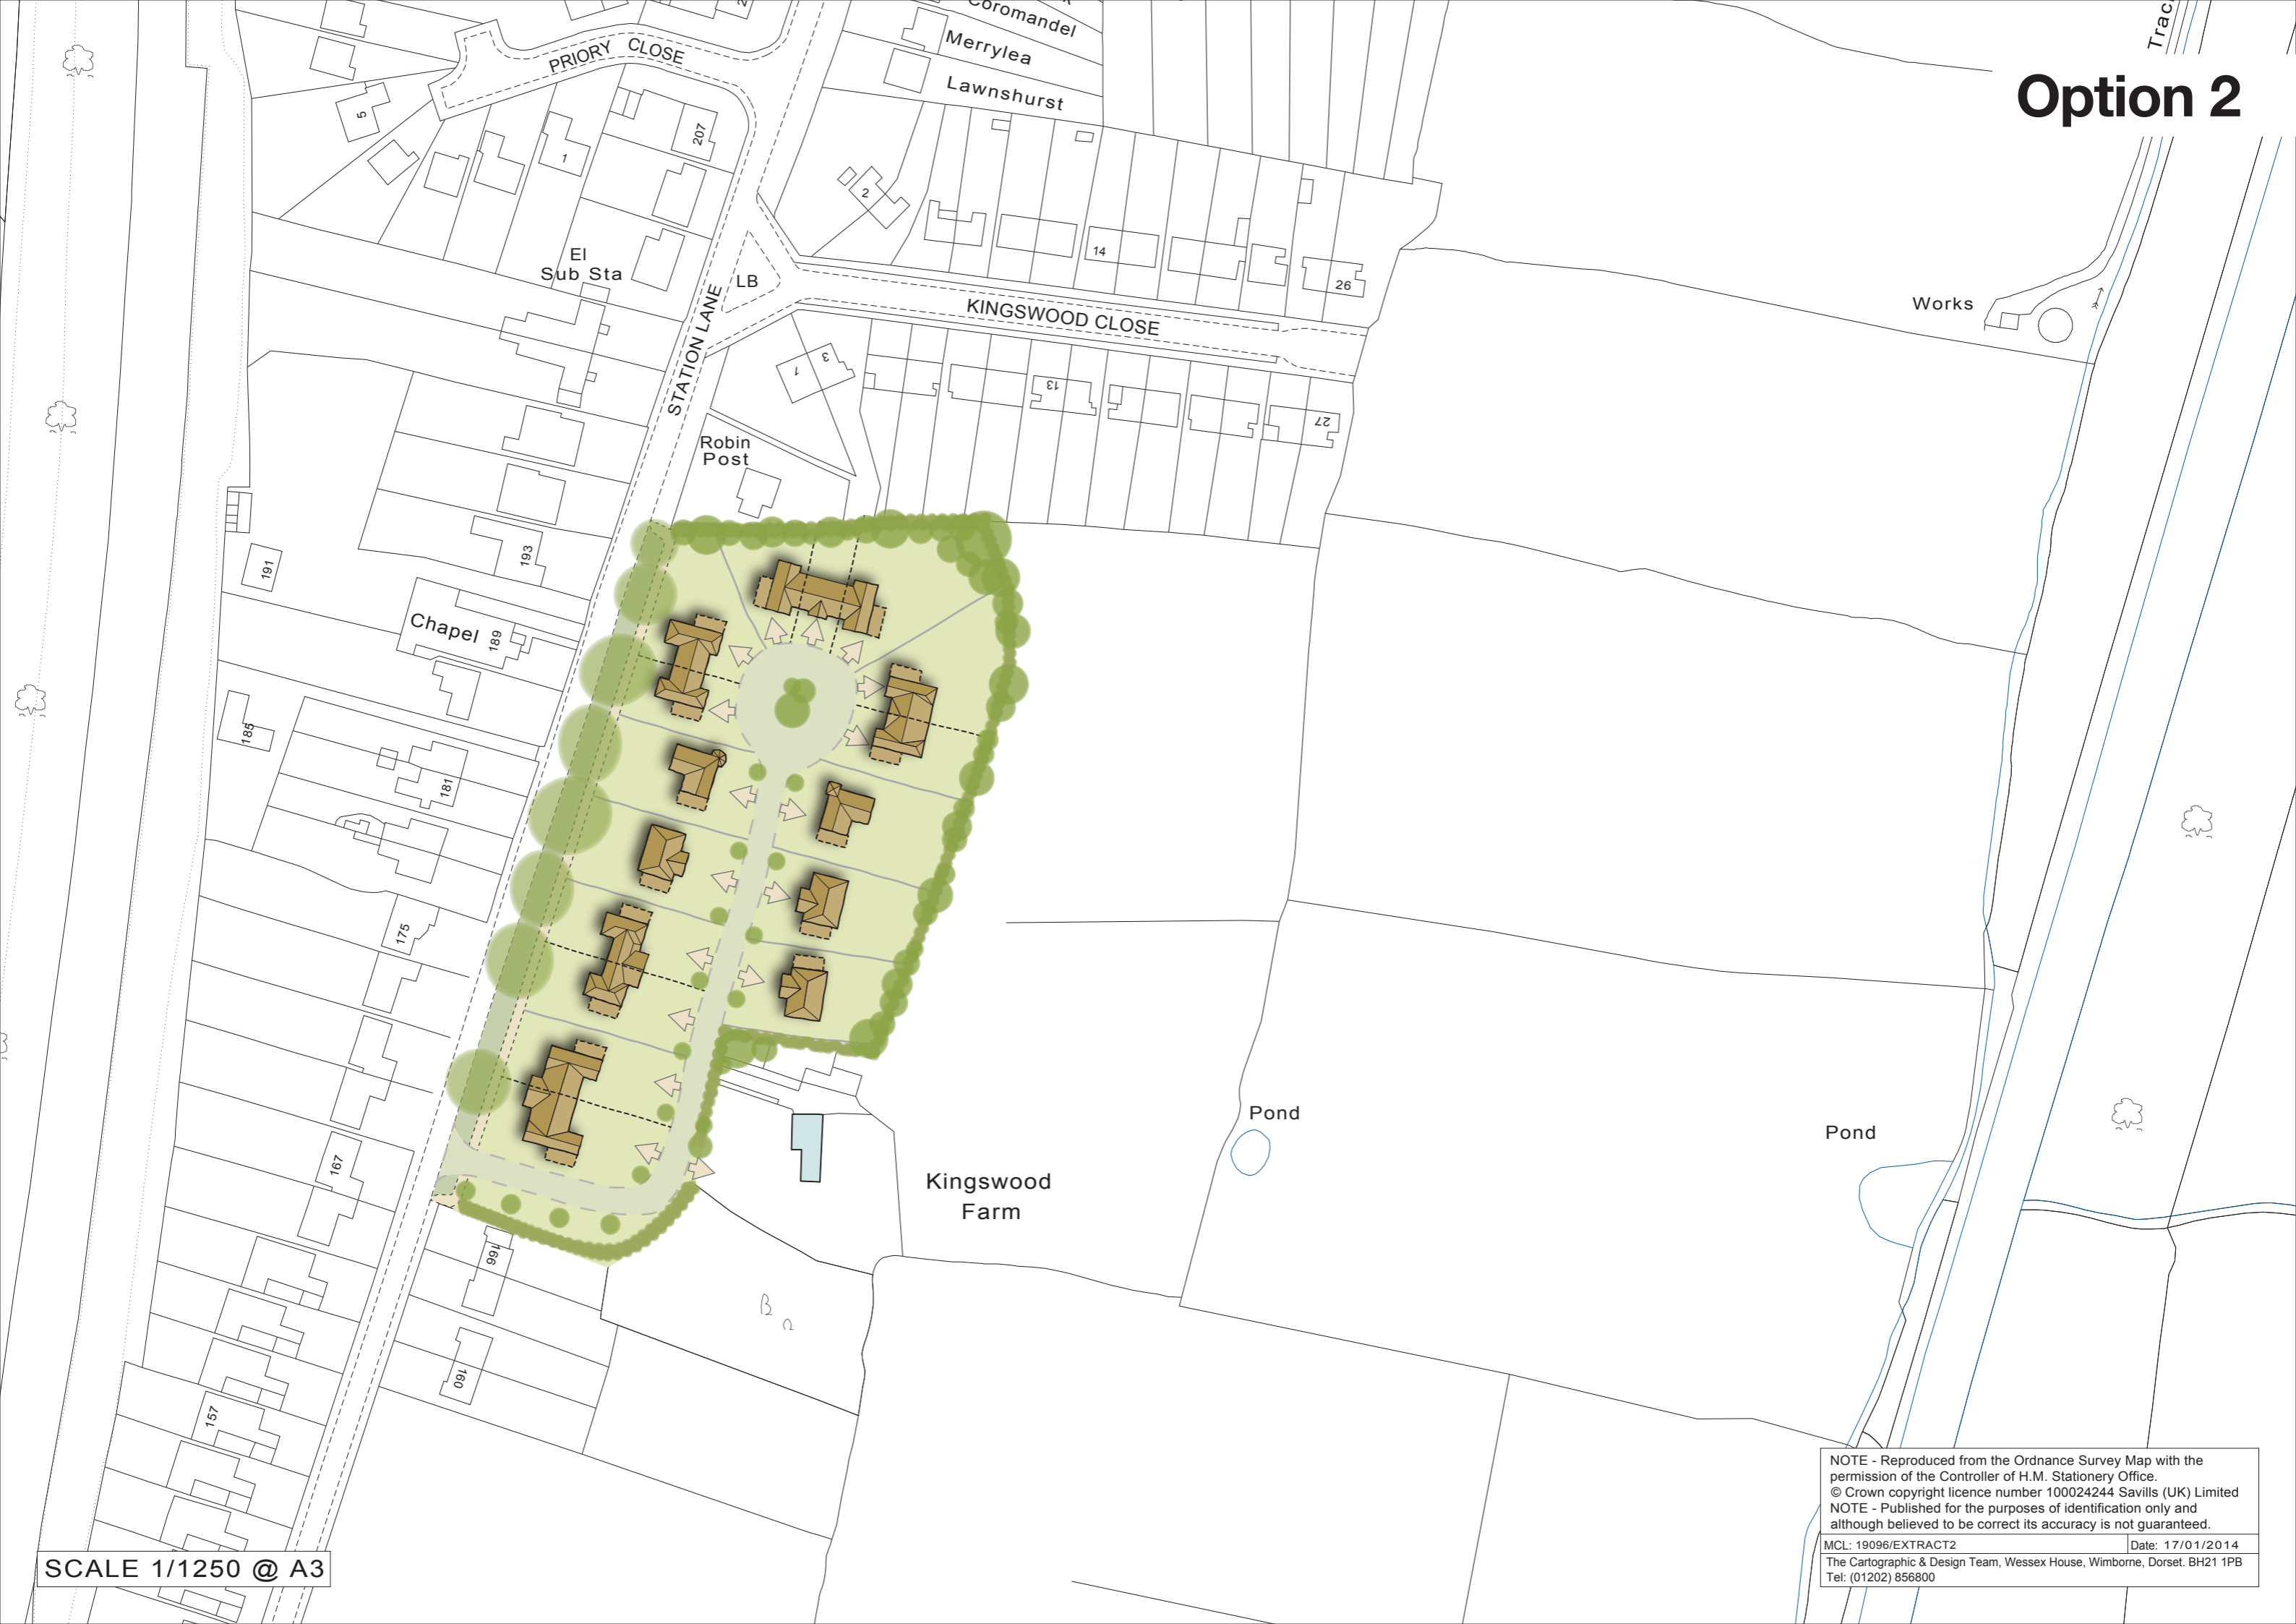 Coromandel
Merrylea
Lawnshurst
Trac
Option 2
PRIORY CLOSE
5
1
207
2
El
Sub Sta
LB
14
26
KINGSWOOD CLOSE
STATION LANE
Works
1
3
13
27
Robin
Post
193
191
Chapel
189
185
181
175
167
166
160
157
Kingswood
Farm
Pond
Pond
NOTE - Reproduced from the Ordnance Survey Map with the
permission of the Controller of H.M. Stationery Office.
© Crown copyright licence number 100024244 Savills (UK) Limited
NOTE - Published for the purposes of identification only and
although believed to be correct its accuracy is not guaranteed.
MCL: 19096/EXTRACT2
Date: 17/01/2014
The Cartographic & Design Team, Wessex House, Wimborne, Dorset. BH21 1PB
Tel: (01202) 856800
SCALE 1/1250 @ A3